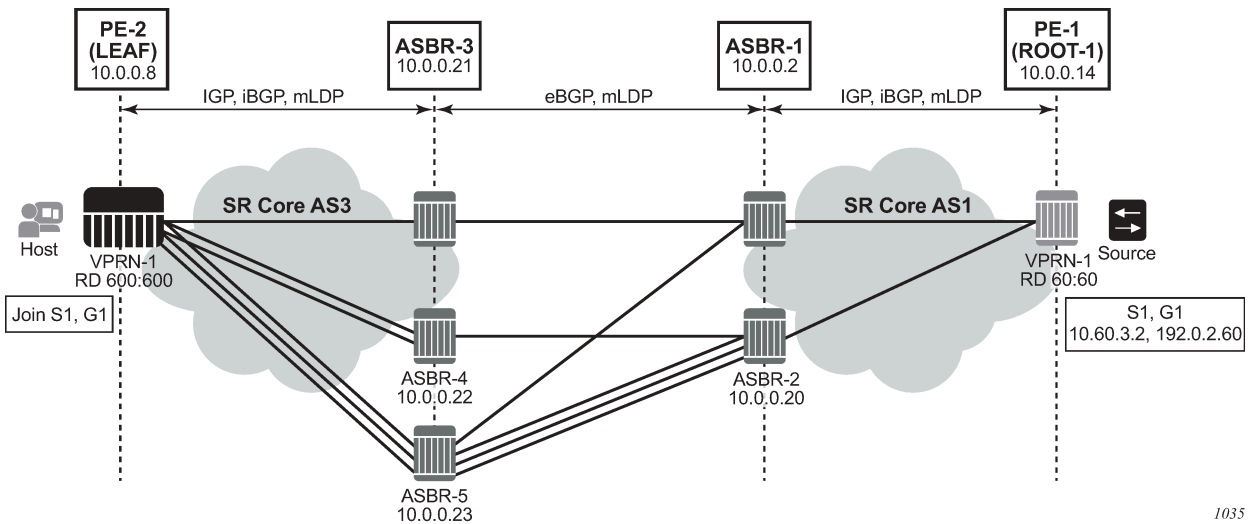 PE-2
(LEAF)
10.0.0.8
ASBR-3
10.0.0.21
ASBR-1
10.0.0.2
PE-1
(ROOT-1)
10.0.0.14
IGP, iBGP, mLDP
eBGP, mLDP
IGP, iBGP, mLDP
SR Core AS3
SR Core AS1
Host
Source
VPRN-1
RD 600:600
VPRN-1
RD 60:60
Join S1, G1
S1, G1
10.60.3.2, 192.0.2.60
ASBR-4
10.0.0.22
ASBR-2
10.0.0.20
ASBR-5
10.0.0.23
1035